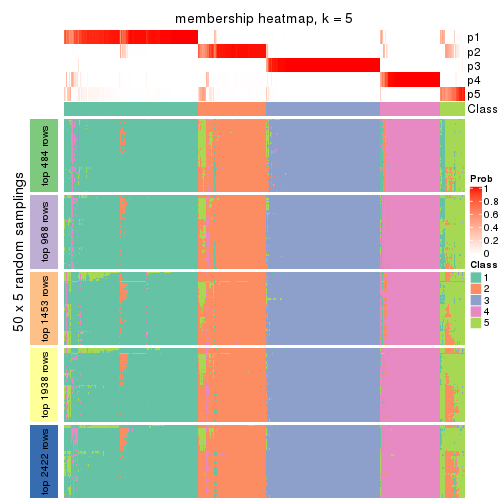 membership heatmap, k = 5
p1
p2
p3
p4
p5
Class
50 x 5 random samplings
top 484 rows
top 968 rows
top 1453 rows
top 1938 rows
top 2422 rows
Prob
1
0.8
0.6
0.4
0.2
0
Class
1
2
3
4
5